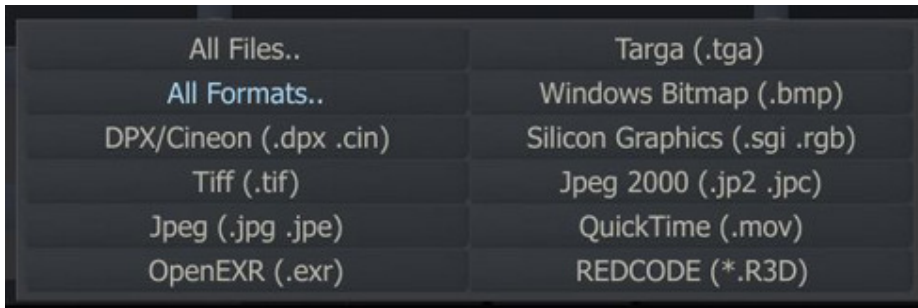 All Files..
All Formats..
DPX/Cineon (.dpx .cin)
Tiff (.tif)
Jpeg (.jpg .jpe)
OpenEXR (.exr)
Targa (.tga)
Windows Bitmap (.bmp)
Silicon Graphics (.sgi .rgb)
Jpeg 2000 (.jp2 .jpc)
QuickTime (.mov)
REDCODE (*.R3D)